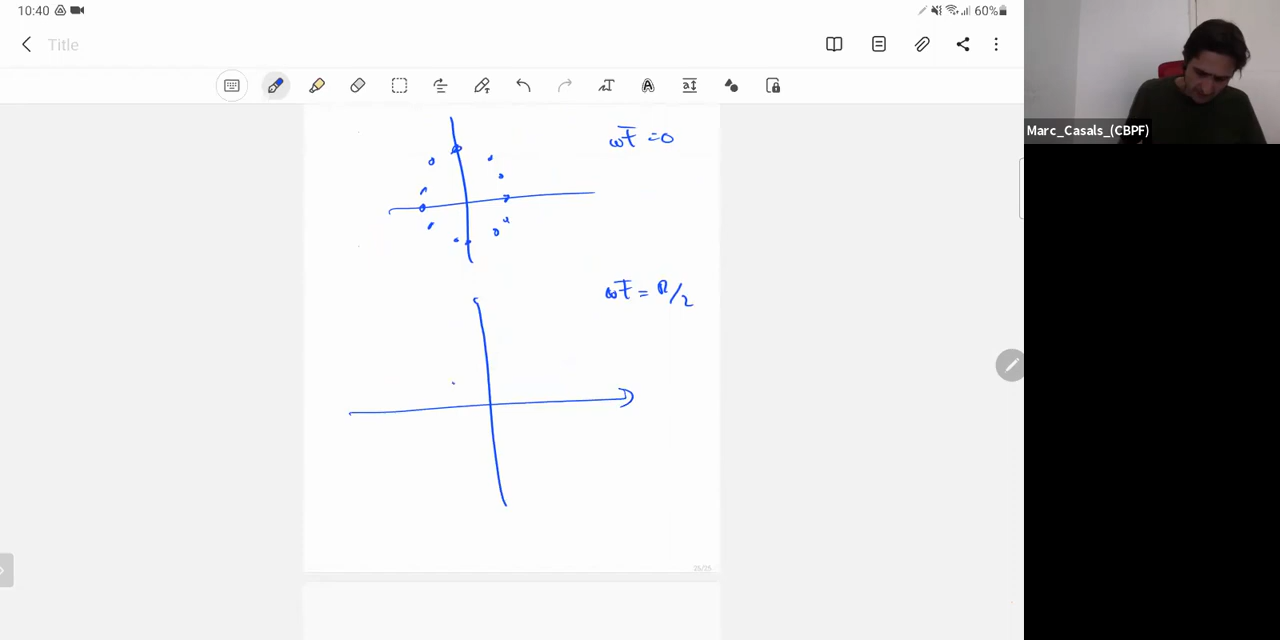 10:40 60%
Title
ωt̄ = 0
ωt̄ = π/2
Marc_Casals_(CBPF)